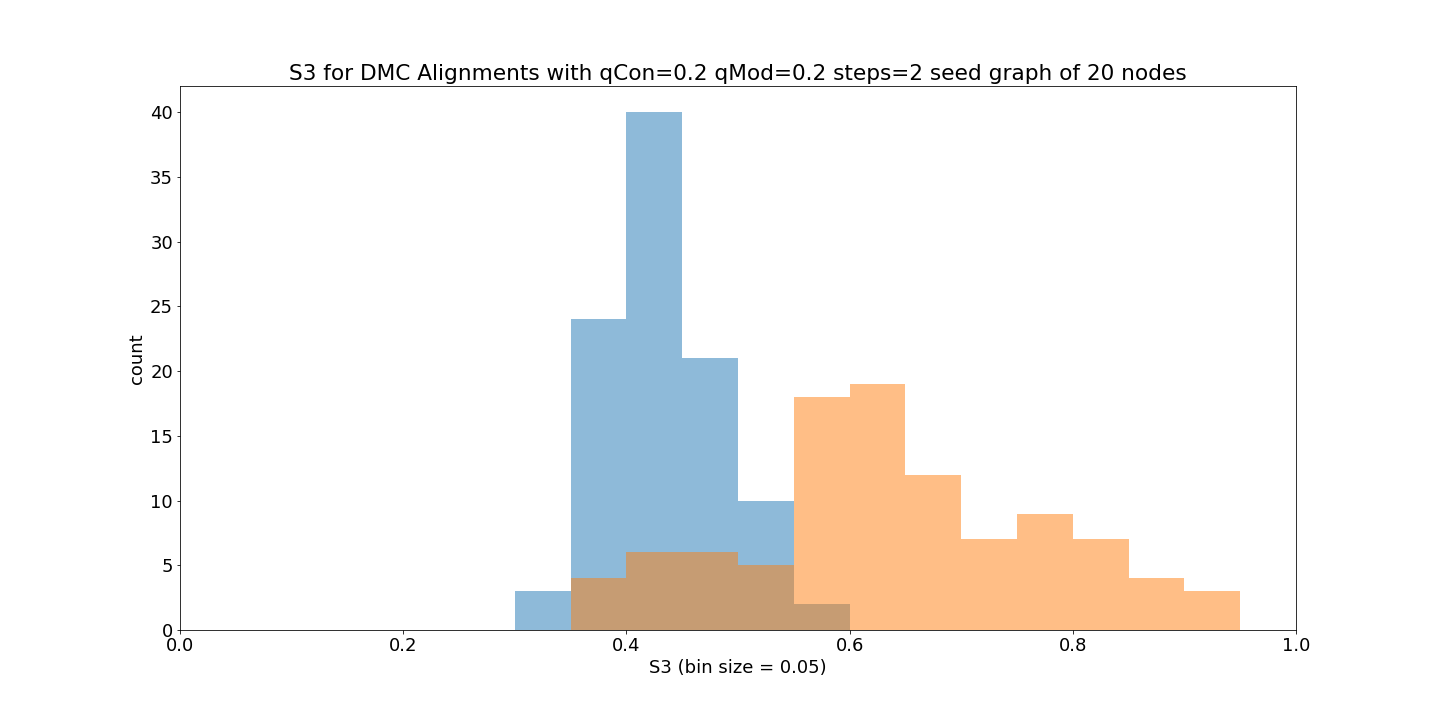 S3 for DMC Alignments with qCon=0.2 qMod=0.2 steps=2 seed graph of 20 nodes
40
35
30
25
20
15
10
5
0
count
0.0 0.2 0.4 0.6 0.8 1.0
S3 (bin size = 0.05)